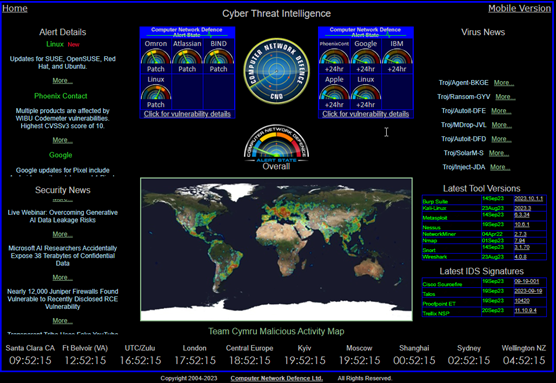 Home
Cyber Threat Intelligence
Mobile Version
Alert Details
Linux New
Updates for SUSE, OpenSUSE, Red
Hat, and Ubuntu.
More...
Phoenix Contact
Multiple products are affected by
WIBU Codemeter vulnerabilities.
Highest CVSSv3 score of 10.
More...
Google
Google updates for Pixel include
Computer Network Defence
Alert State
Omron Atlassian BIND
Patch Patch Patch
Linux
Patch
Click for vulnerability details
COMPUTER NETWORK DEFENCE
CND
Computer Network Defence
Alert State
PhoenixCont Google IBM
+24hr +24hr +24hr
Apple Linux
+24hr +24hr
Click for vulnerability details
COMPUTER NETWORK DEFENCE
ALERT STATE
Overall
Virus News
Troj/Agent-BKGE More...
Troj/Ransom-GYV More...
Troj/Autoit-DFE More...
Troj/MDrop-JVL More...
Troj/Autoit-DFD More...
Troj/SolarM-S More...
Troj/Inject-JDA More...
Security News
More...
Live Webinar: Overcoming Generative
AI Data Leakage Risks
More...
Microsoft AI Researchers Accidentally
Expose 38 Terabytes of Confidential
Data
More...
Nearly 12,000 Juniper Firewalls Found
Vulnerable to Recently Disclosed RCE
Vulnerability
More...
Team Cymru Malicious Activity Map
Latest Tool Versions
Burp Suite 14Sep23 2023.10.1.1
Kali-Linux 23Aug23 2023.3
Metasploit 14Sep23 6.3.34
Nessus 19Sep23 10.6.1
NetworkMiner 04Apr22 2.7.3
Nmap 01Sep23 7.94
Snort 14Sep23 3.1.70
Wireshark 23Aug23 4.0.8
Latest IDS Signatures
Cisco Sourcefire 19Sep23 09-19-001
Talos 19Sep23 2023-09-19
Proofpoint ET 19Sep23 10420
Trellix NSP 20Sep23 11.10.9.4
Santa Clara CA Ft Belvoir (VA) UTC/Zulu London Central Europe Kyiv Moscow Shanghai Sydney Wellington NZ
09:52:15 12:52:15 16:52:15 17:52:15 18:52:15 19:52:15 19:52:15 00:52:15 02:52:15 04:52:15
Copyright 2004-2023 Computer Network Defence Ltd. All Rights Reserved